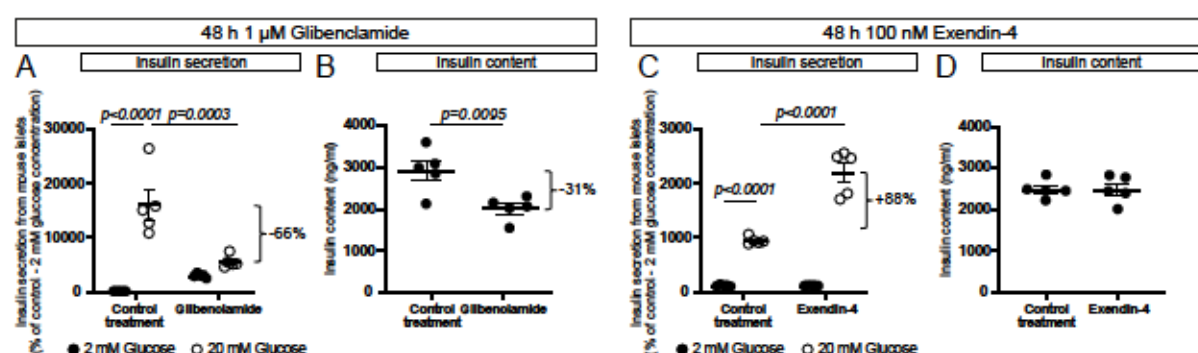 48 h 1 µM Glibenclamide
A
Insulin secretion
Insulin secretion from mouse islets
(% of control - 2 mM glucose concentration)
p<0.0001
p=0.0003
30000
20000
10000
0
-66%
Control
treatment
Glibenclamide
B
Insulin content
Insulin content (ng/ml)
p=0.0095
4000
3000
2000
1000
0
-31%
Control
treatment
Glibenclamide
● 2 mM Glucose ○ 20 mM Glucose
48 h 100 nM Exendin-4
C
Insulin secretion
Insulin secretion from mouse islets
(% of control - 2 mM glucose concentration)
p<0.0001
p<0.0001
3000
2000
1000
0
+88%
Control
treatment
Exendin-4
D
Insulin content
Insulin content (ng/ml)
4000
3000
2000
1000
0
Control
treatment
Exendin-4
● 2 mM Glucose ○ 20 mM Glucose